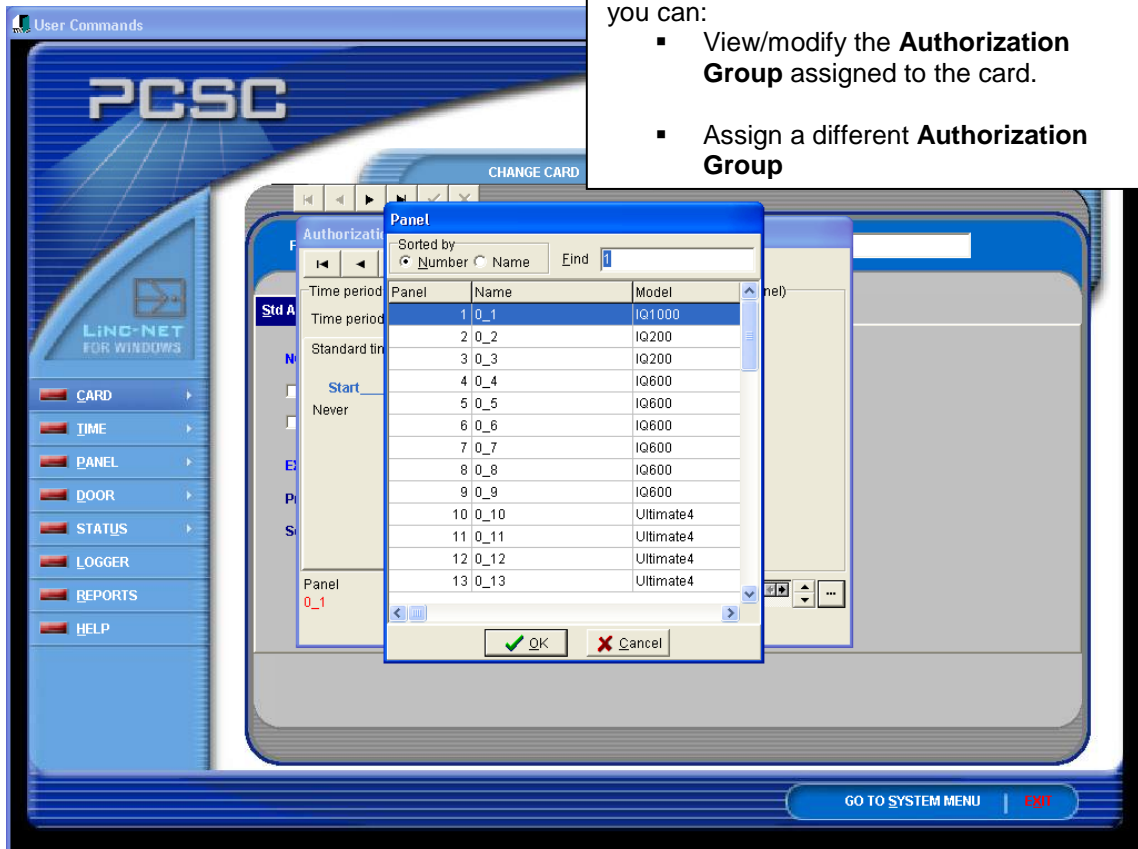 User Commands
you can:
▪ View/modify the Authorization
Group assigned to the card.
▪ Assign a different Authorization
Group
PCSC
CHANGE CARD
LiNC-NET
FOR WINDOWS
CARD
TIME
PANEL
DOOR
STATUS
LOGGER
REPORTS
HELP
Std A
Time period
Time period
Standard tin
Start
Never
Panel
0_1
nel)
Panel
Sorted by
Number Name Find 1
Panel Name Model
1 0_1 IQ1000
2 0_2 IQ200
3 0_3 IQ200
4 0_4 IQ600
5 0_5 IQ600
6 0_6 IQ600
7 0_7 IQ600
8 0_8 IQ600
9 0_9 IQ600
10 0_10 Ultimate4
11 0_11 Ultimate4
12 0_12 Ultimate4
13 0_13 Ultimate4
OK Cancel
...
GO TO SYSTEM MENU | EXIT